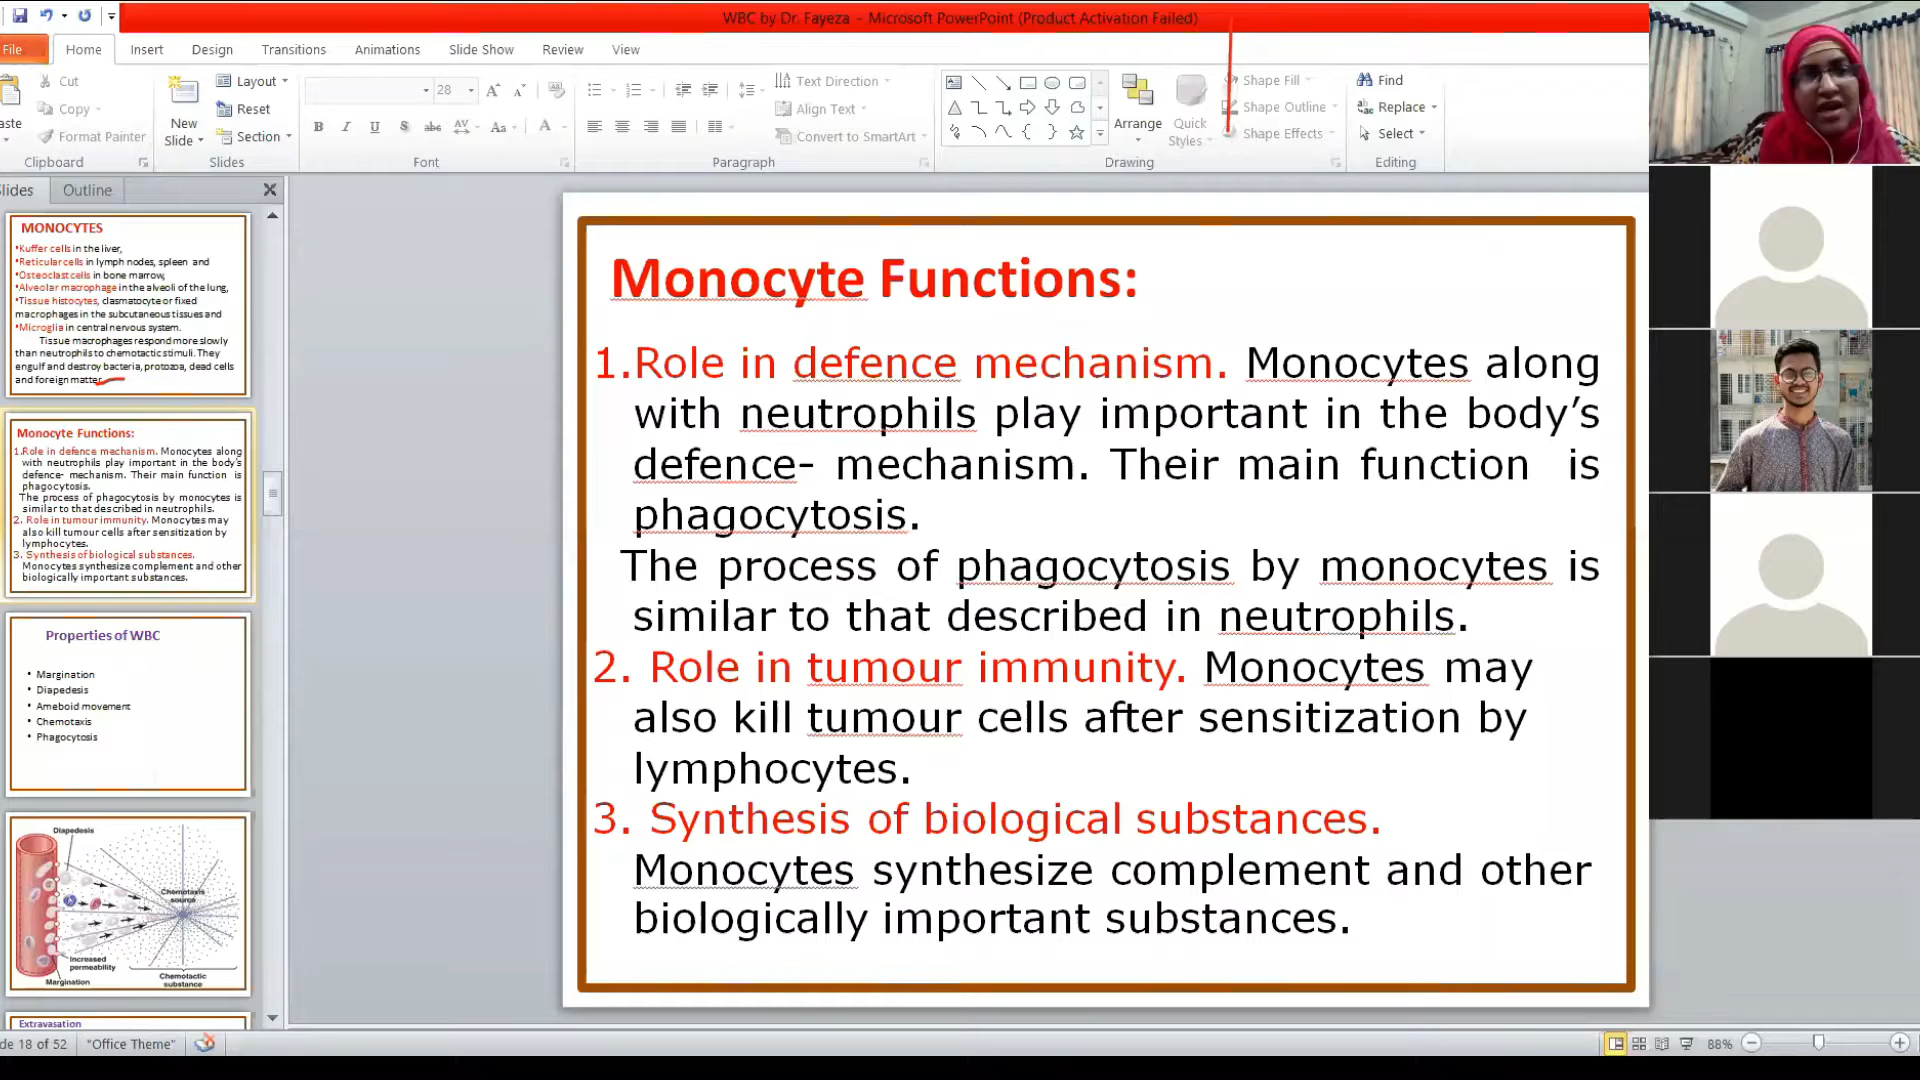 WBC by Dr. Fayeza - Microsoft PowerPoint (Product Activation Failed)
File Home Insert Design Transitions Animations Slide Show Review View
Cut
Copy
Format Painter
aste
Clipboard
New
Slide
Layout
Reset
Section
Slides
28
B I U S abc AV Aa A
Font
Text Direction
Align Text
Convert to SmartArt
Paragraph
Arrange
Quick
Styles
Shape Fill
Shape Outline
Shape Effects
Drawing
Find
Replace
Select
Editing
lides Outline
MONOCYTES
•Kuffer cells in the liver,
•Reticular cells in lymph nodes, spleen and
•Osteoclast cells in bone marrow,
•Alveolar macrophage in the alveoli of the lung,
•Tissue histocytes, clasmatocyte or fixed
macrophages in the subcutaneous tissues and
•Microglia in central nervous system.
Tissue macrophages respond more slowly
than neutrophils to chemotactic stimuli. They
engulf and destroy bacteria, protozoa, dead cells
and foreign matter
Monocyte Functions:
1.Role in defence mechanism. Monocytes along
with neutrophils play important in the body's
defence- mechanism. Their main function is
phagocytosis.
The process of phagocytosis by monocytes is
similar to that described in neutrophils.
2. Role in tumour immunity. Monocytes may
also kill tumour cells after sensitization by
lymphocytes.
3. Synthesis of biological substances.
Monocytes synthesize complement and other
biologically important substances.
Properties of WBC
• Margination
• Diapedesis
• Ameboid movement
• Chemotaxis
• Phagocytosis
Diapedesis
Chemotaxis
source
Increased
permeability
Margination
Chemotactic
substance
Extravasation
Monocyte Functions:
1.Role in defence mechanism. Monocytes along
with neutrophils play important in the body’s
defence- mechanism. Their main function is
phagocytosis.
The process of phagocytosis by monocytes is
similar to that described in neutrophils.
2. Role in tumour immunity. Monocytes may
also kill tumour cells after sensitization by
lymphocytes.
3. Synthesis of biological substances.
Monocytes synthesize complement and other
biologically important substances.
de 18 of 52 "Office Theme" 88%